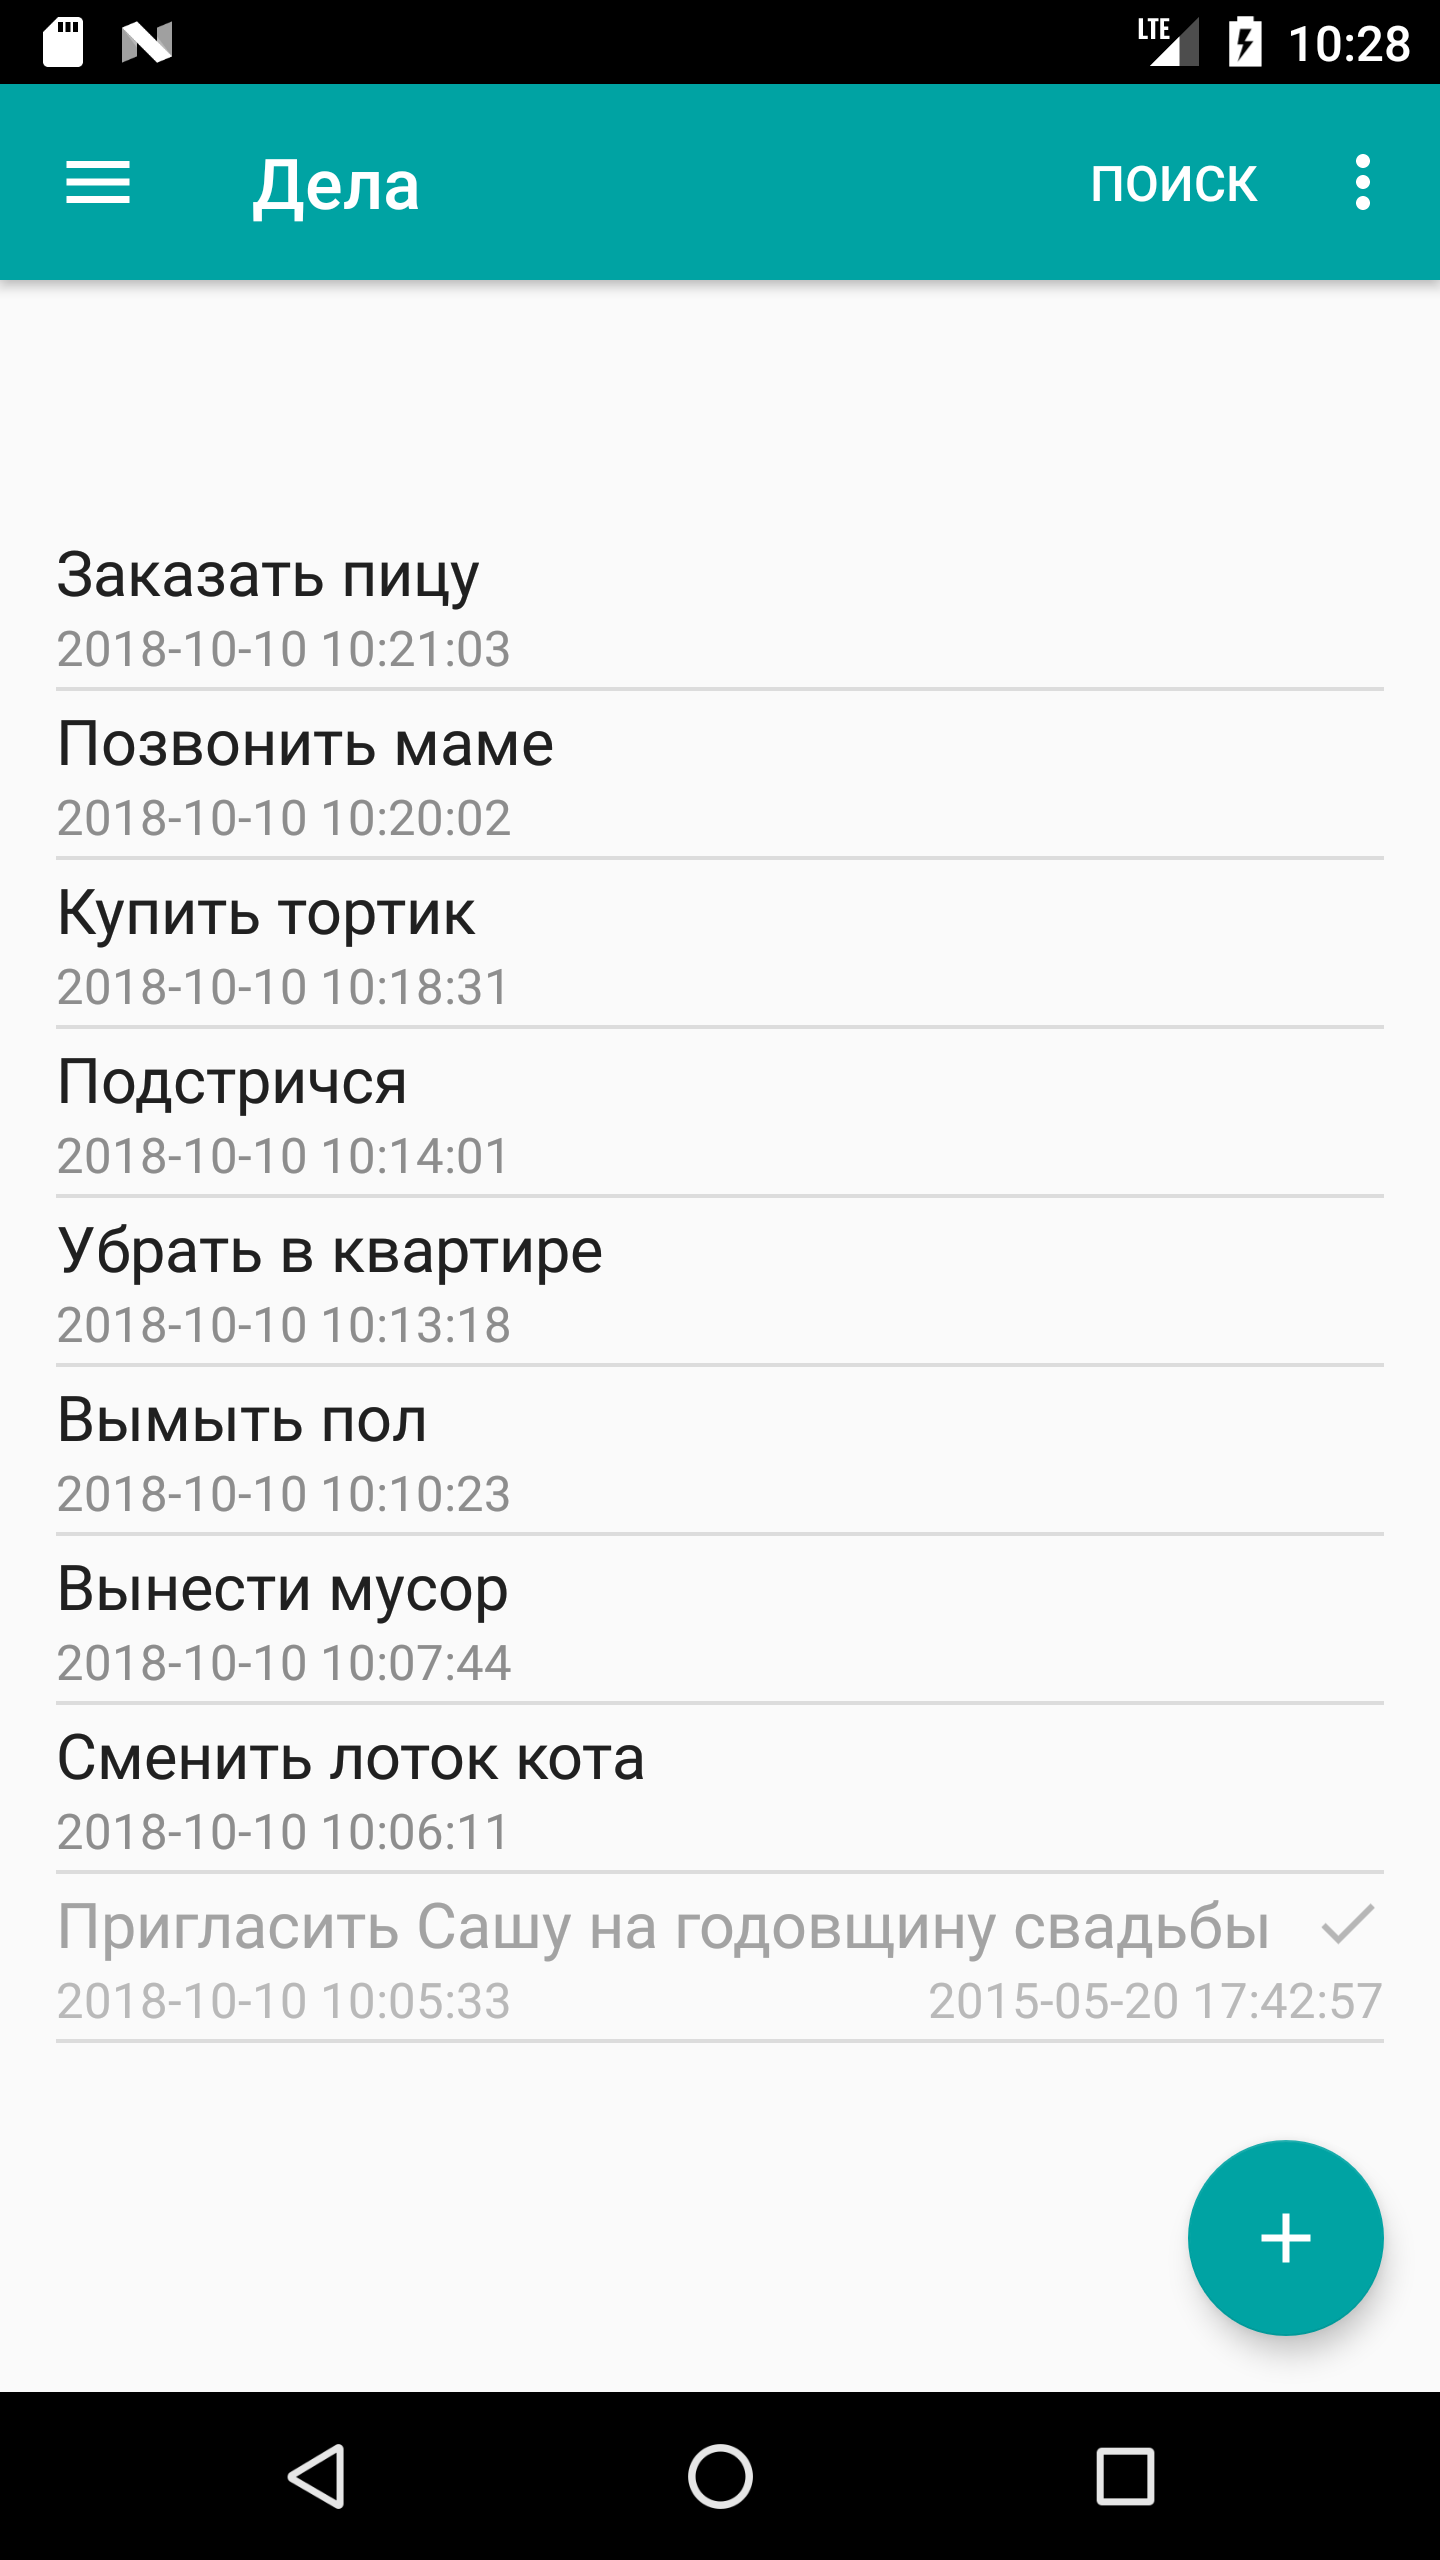 LTE 10:28
Дела ПОИСК
Заказать пицу
2018-10-10 10:21:03
Позвонить маме
2018-10-10 10:20:02
Купить тортик
2018-10-10 10:18:31
Подстричся
2018-10-10 10:14:01
Убрать в квартире
2018-10-10 10:13:18
Вымыть пол
2018-10-10 10:10:23
Вынести мусор
2018-10-10 10:07:44
Сменить лоток кота
2018-10-10 10:06:11
Пригласить Сашу на годовщину свадьбы
2018-10-10 10:05:33 2015-05-20 17:42:57